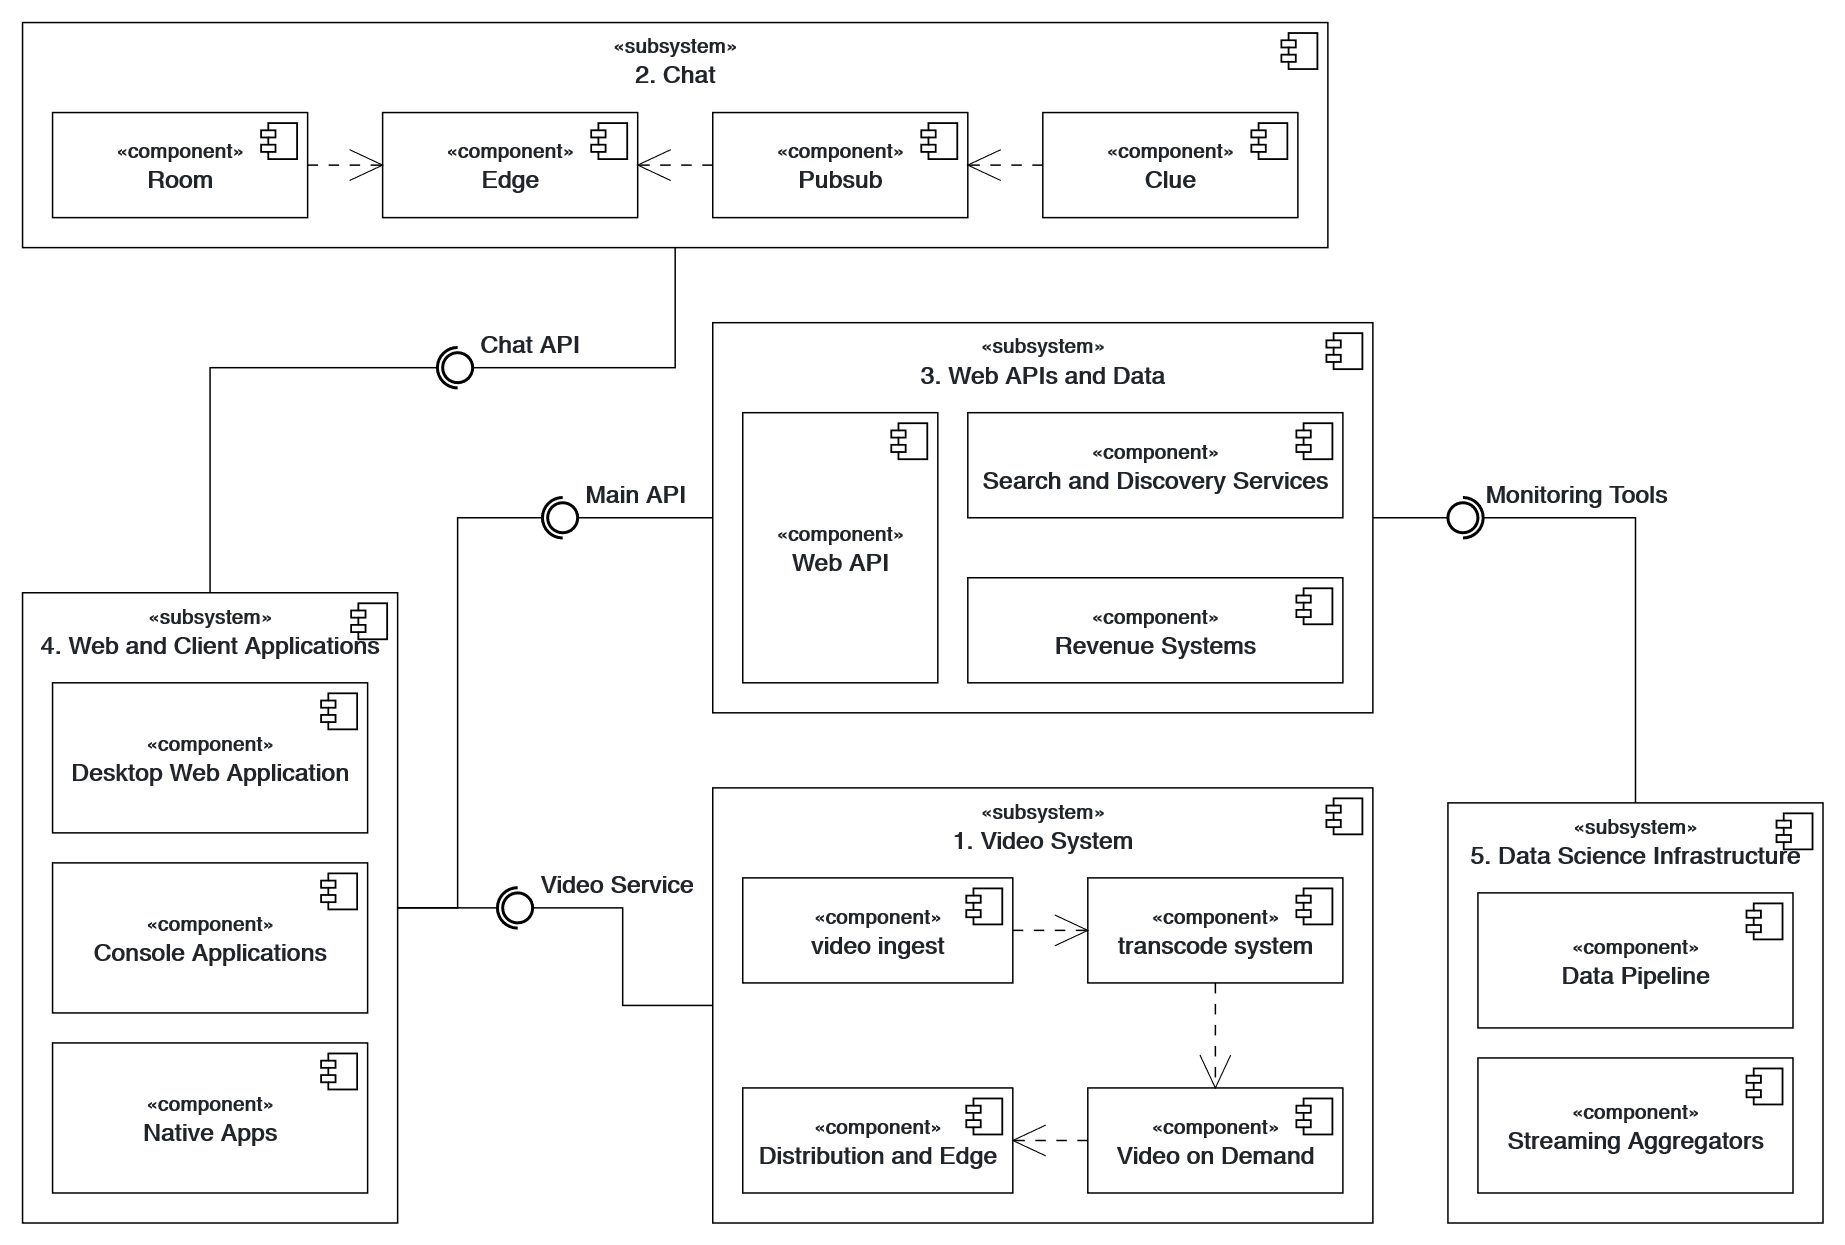 «subsystem»
2. Chat
«component»
Room
«component»
Edge
«component»
Pubsub
«component»
Clue
Chat API
«subsystem»
3. Web APIs and Data
«component»
Web API
«component»
Search and Discovery Services
«component»
Revenue Systems
Main API
Monitoring Tools
«subsystem»
4. Web and Client Applications
«component»
Desktop Web Application
«component»
Console Applications
«component»
Native Apps
Video Service
«subsystem»
1. Video System
«component»
video ingest
«component»
transcode system
«component»
Distribution and Edge
«component»
Video on Demand
«subsystem»
5. Data Science Infrastructure
«component»
Data Pipeline
«component»
Streaming Aggregators